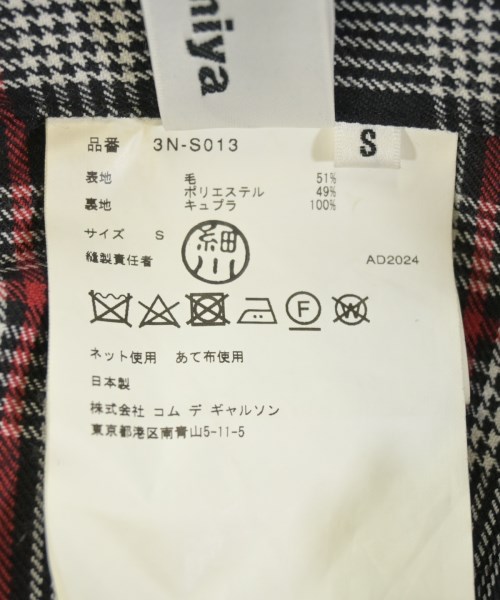 niya
S
品番 3N-S013
表地 毛 51%
ポリエステル 49%
裏地 キュプラ 100%
サイズ S
縫製責任者 細川 AD2024
F
W
ネット使用 あて布使用
日本製
株式会社 コム デ ギャルソン
東京都港区南青山5-11-5